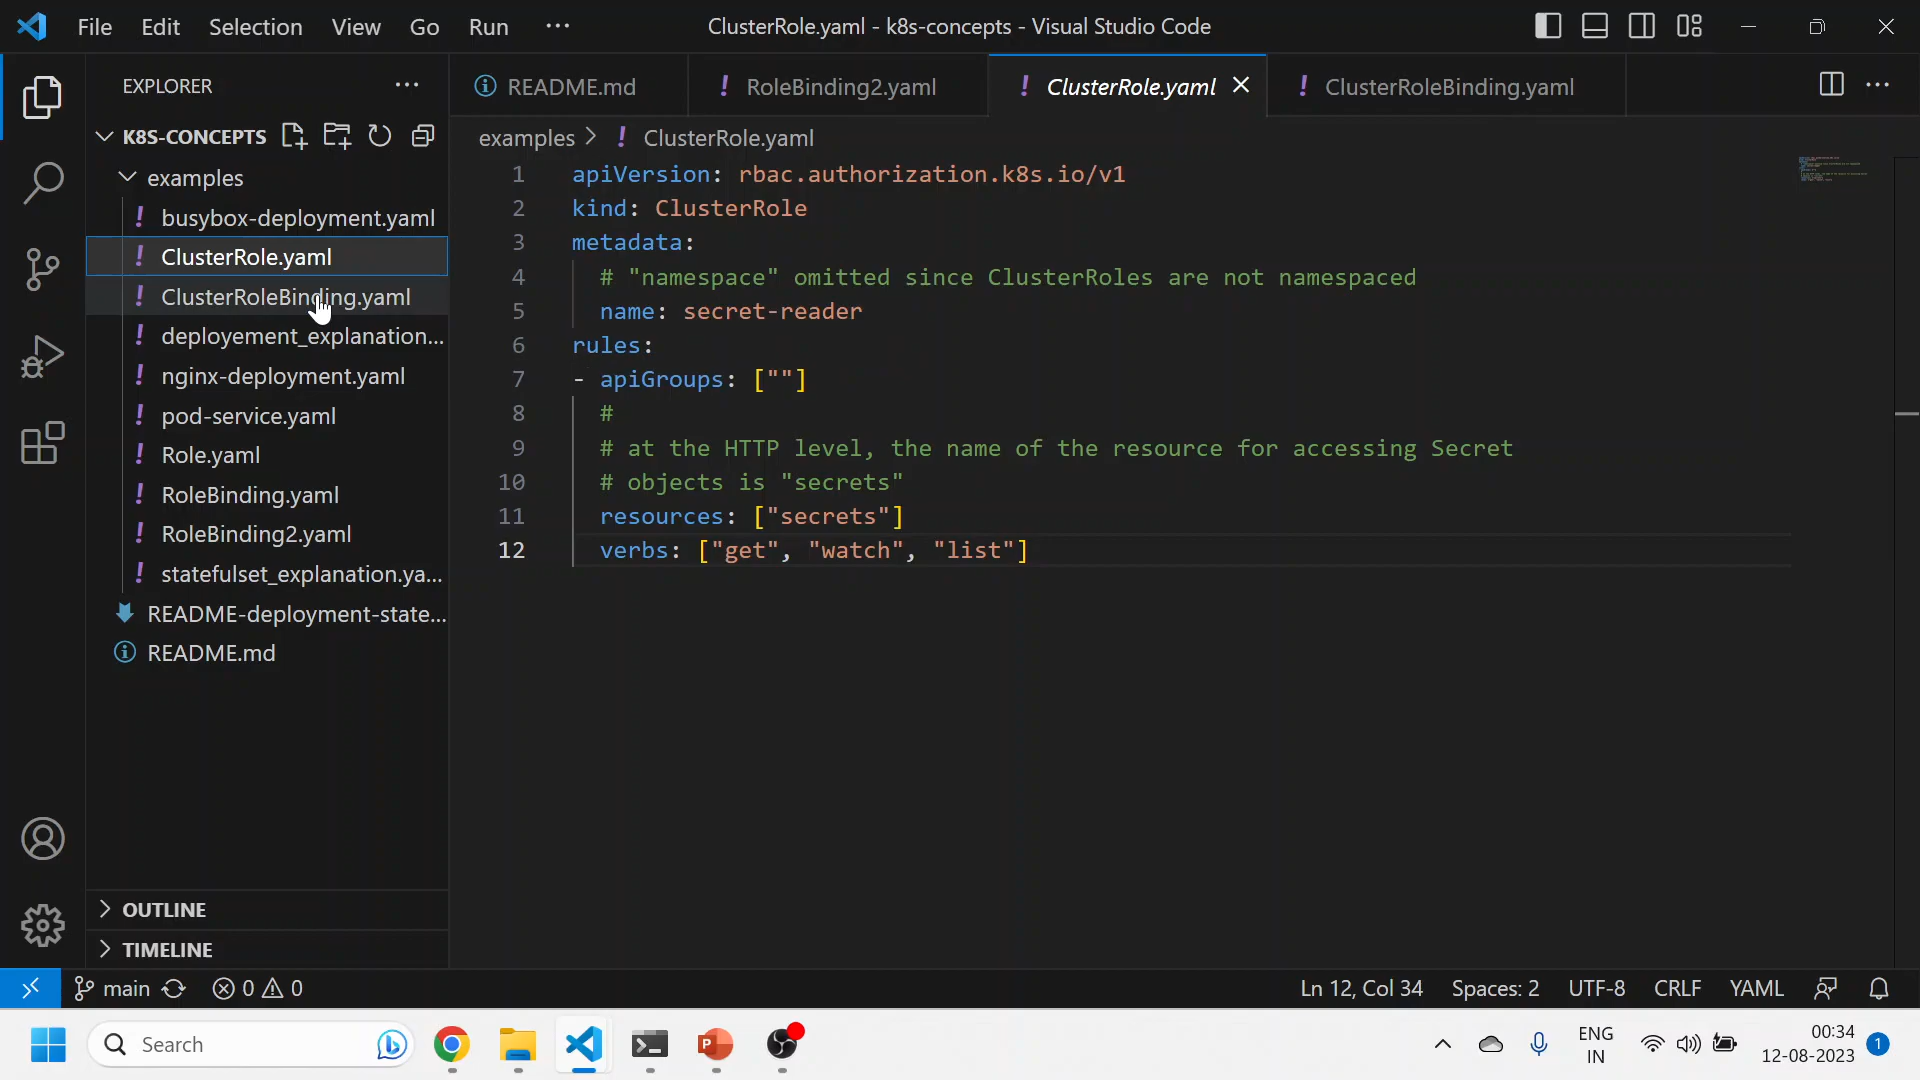 File Edit Selection View Go Run ··· ClusterRole.yaml - k8s-concepts - Visual Studio Code
EXPLORER
README.md ! RoleBinding2.yaml ! ClusterRole.yaml ! ClusterRoleBinding.yaml
K8S-CONCEPTS
examples > ! ClusterRole.yaml
examples
! busybox-deployment.yaml
! ClusterRole.yaml
! ClusterRoleBinding.yaml
! deployement_explanation...
! nginx-deployment.yaml
! pod-service.yaml
! Role.yaml
! RoleBinding.yaml
! RoleBinding2.yaml
! statefulset_explanation.ya...
README-deployment-state...
README.md
1 apiVersion: rbac.authorization.k8s.io/v1
2 kind: ClusterRole
3 metadata:
4 # "namespace" omitted since ClusterRoles are not namespaced
5 name: secret-reader
6 rules:
7 - apiGroups: [""]
8 #
9 # at the HTTP level, the name of the resource for accessing Secret
10 # objects is "secrets"
11 resources: ["secrets"]
12 verbs: ["get", "watch", "list"]
OUTLINE
TIMELINE
main 0 0 Ln 12, Col 34 Spaces: 2 UTF-8 CRLF YAML
Search ENG 00:34
IN 12-08-2023 1